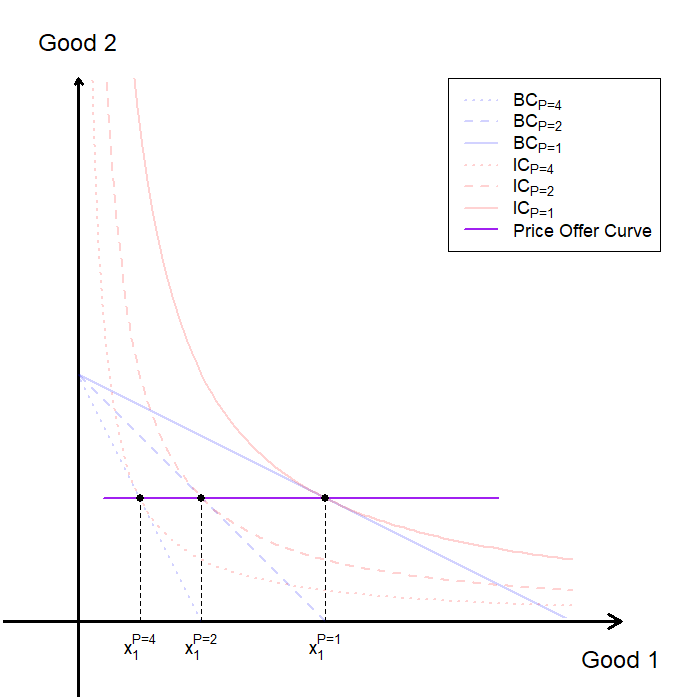 Good 2
BC_P=4
BC_P=2
BC_P=1
IC_P=4
IC_P=2
IC_P=1
Price Offer Curve
x_1^P=4 x_1^P=2 x_1^P=1
Good 1